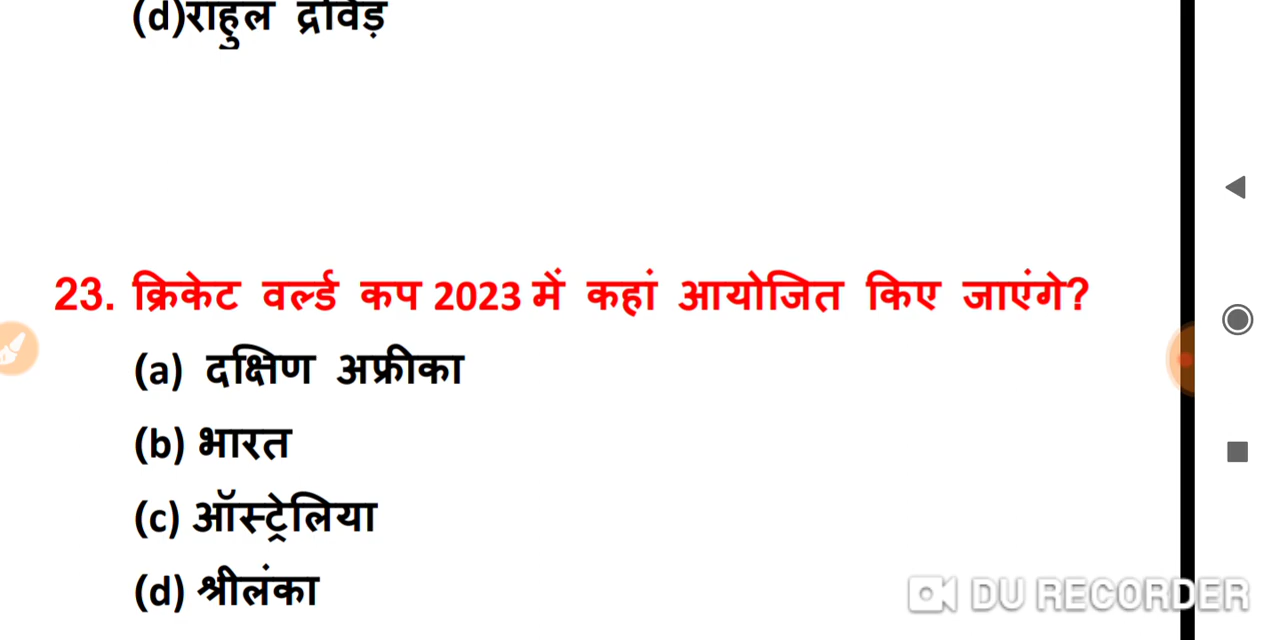 (d)राहुल द्रविड़
23. क्रिकेट वर्ल्ड कप 2023 में कहां आयोजित किए जाएंगे?
(a) दक्षिण अफ्रीका
(b) भारत
(c) ऑस्ट्रेलिया
(d) श्रीलंका
DU RECORDER